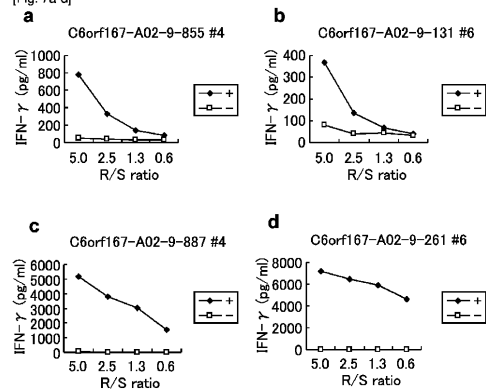 a
C6orf167-A02-9-855 #4
IFN-γ (pg/ml)
1000
800
600
400
200
0
5.0 2.5 1.3 0.6
R/S ratio
+
−
b
C6orf167-A02-9-131 #6
IFN-γ (pg/ml)
400
300
200
100
0
5.0 2.5 1.3 0.6
R/S ratio
+
−
c
C6orf167-A02-9-887 #4
IFN-γ (pg/ml)
6000
5000
4000
3000
2000
1000
0
5.0 2.5 1.3 0.6
R/S ratio
+
−
d
C6orf167-A02-9-261 #6
IFN-γ (pg/ml)
8000
6000
4000
2000
0
5.0 2.5 1.3 0.6
R/S ratio
+
−